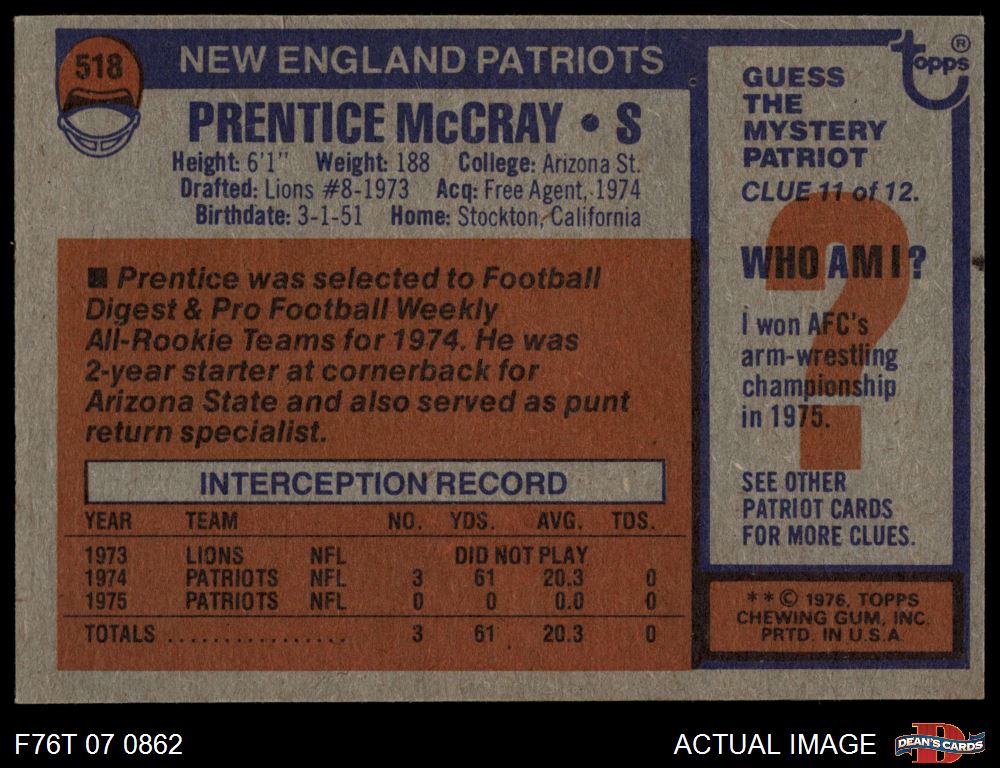 518
NEW ENGLAND PATRIOTS
PRENTICE McCRAY • S
Height: 6'1" Weight: 188 College: Arizona St.
Drafted: Lions #8-1973 Acq: Free Agent, 1974
Birthdate: 3-1-51 Home: Stockton, California
■ Prentice was selected to Football
Digest & Pro Football Weekly
All-Rookie Teams for 1974. He was
2-year starter at cornerback for
Arizona State and also served as punt
return specialist.
INTERCEPTION RECORD
YEAR TEAM NO. YDS. AVG. TDS.
1973 LIONS NFL DID NOT PLAY
1974 PATRIOTS NFL 3 61 20.3 0
1975 PATRIOTS NFL 0 0 0.0 0
TOTALS ................ 3 61 20.3 0
topps ®
GUESS
THE
MYSTERY
PATRIOT
CLUE 11 of 12.
?
WHO AM I?
I won AFC's
arm-wrestling
championship
in 1975.
SEE OTHER
PATRIOT CARDS
FOR MORE CLUES.
* * © 1976, TOPPS
CHEWING GUM, INC.
PRTD. IN U.S.A.
F76T 07 0862
ACTUAL IMAGE
D
DEAN'S CARDS